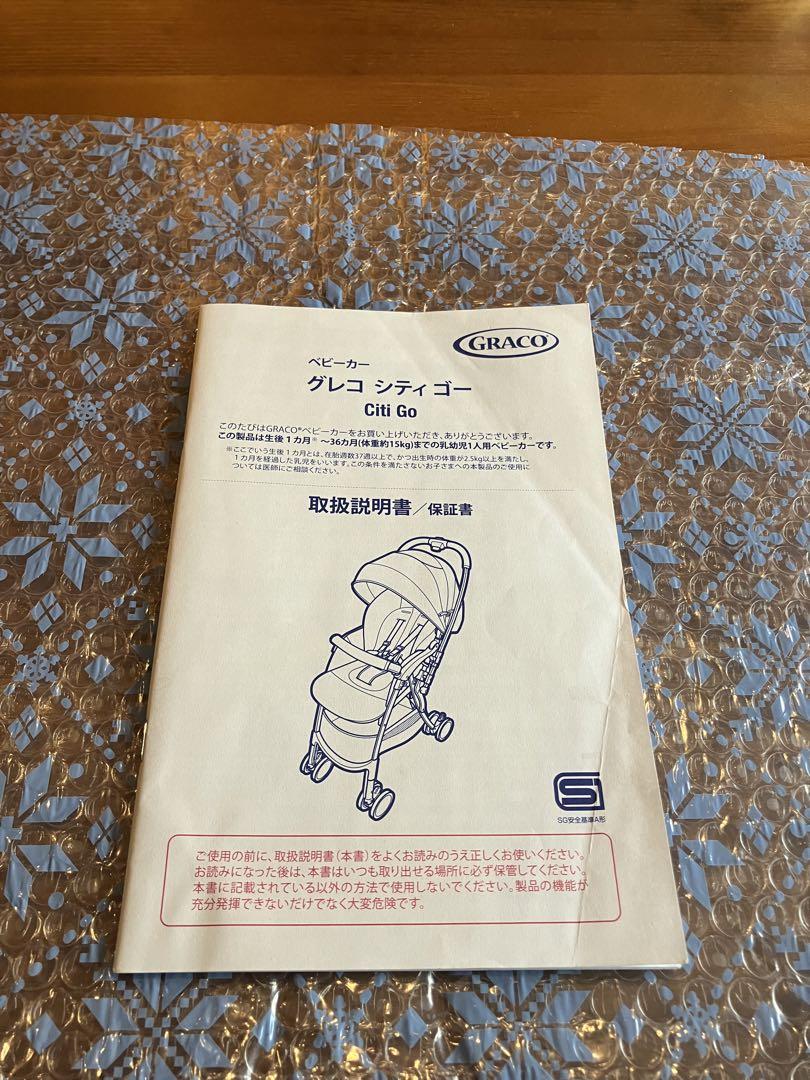 GRACO®
ベビーカー
グレコ シティ ゴー
Citi Go
このたびはGRACO®ベビーカーをお買い上げいただき、ありがとうございます。
この製品は生後１カ月※～36カ月(体重約15kg)までの乳幼児1人用ベビーカーです。
※ここでいう生後１カ月とは、在胎週数37週以上で、かつ出生時の体重が2.5kg以上を満たし、
１カ月を経過した乳児をいいます。この条件を満たさないお子さまへの本製品のご使用に
ついては医師にご相談ください。
取扱説明書／保証書
SG安全基準A形
ご使用の前に、取扱説明書（本書）をよくお読みのうえ正しくお使いください。
お読みになった後は、本書はいつも取り出せる場所に必ず保管してください。
本書に記載されている以外の方法で使用しないでください。製品の機能が
充分発揮できないだけでなく大変危険です。